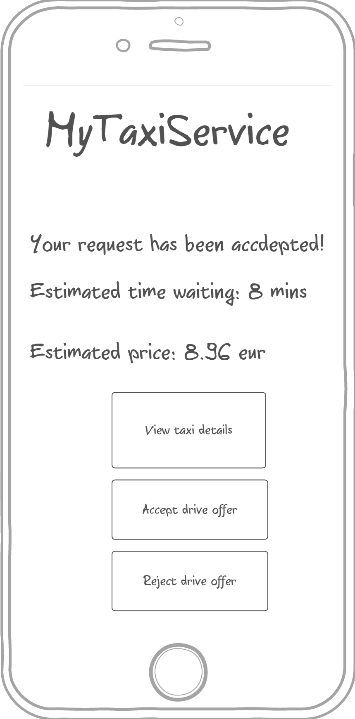 MyTaxiService
Your request has been accdepted!
Estimated time waiting: 8 mins
Estimated price: 8.96 eur
View taxi details
Accept drive offer
Reject drive offer